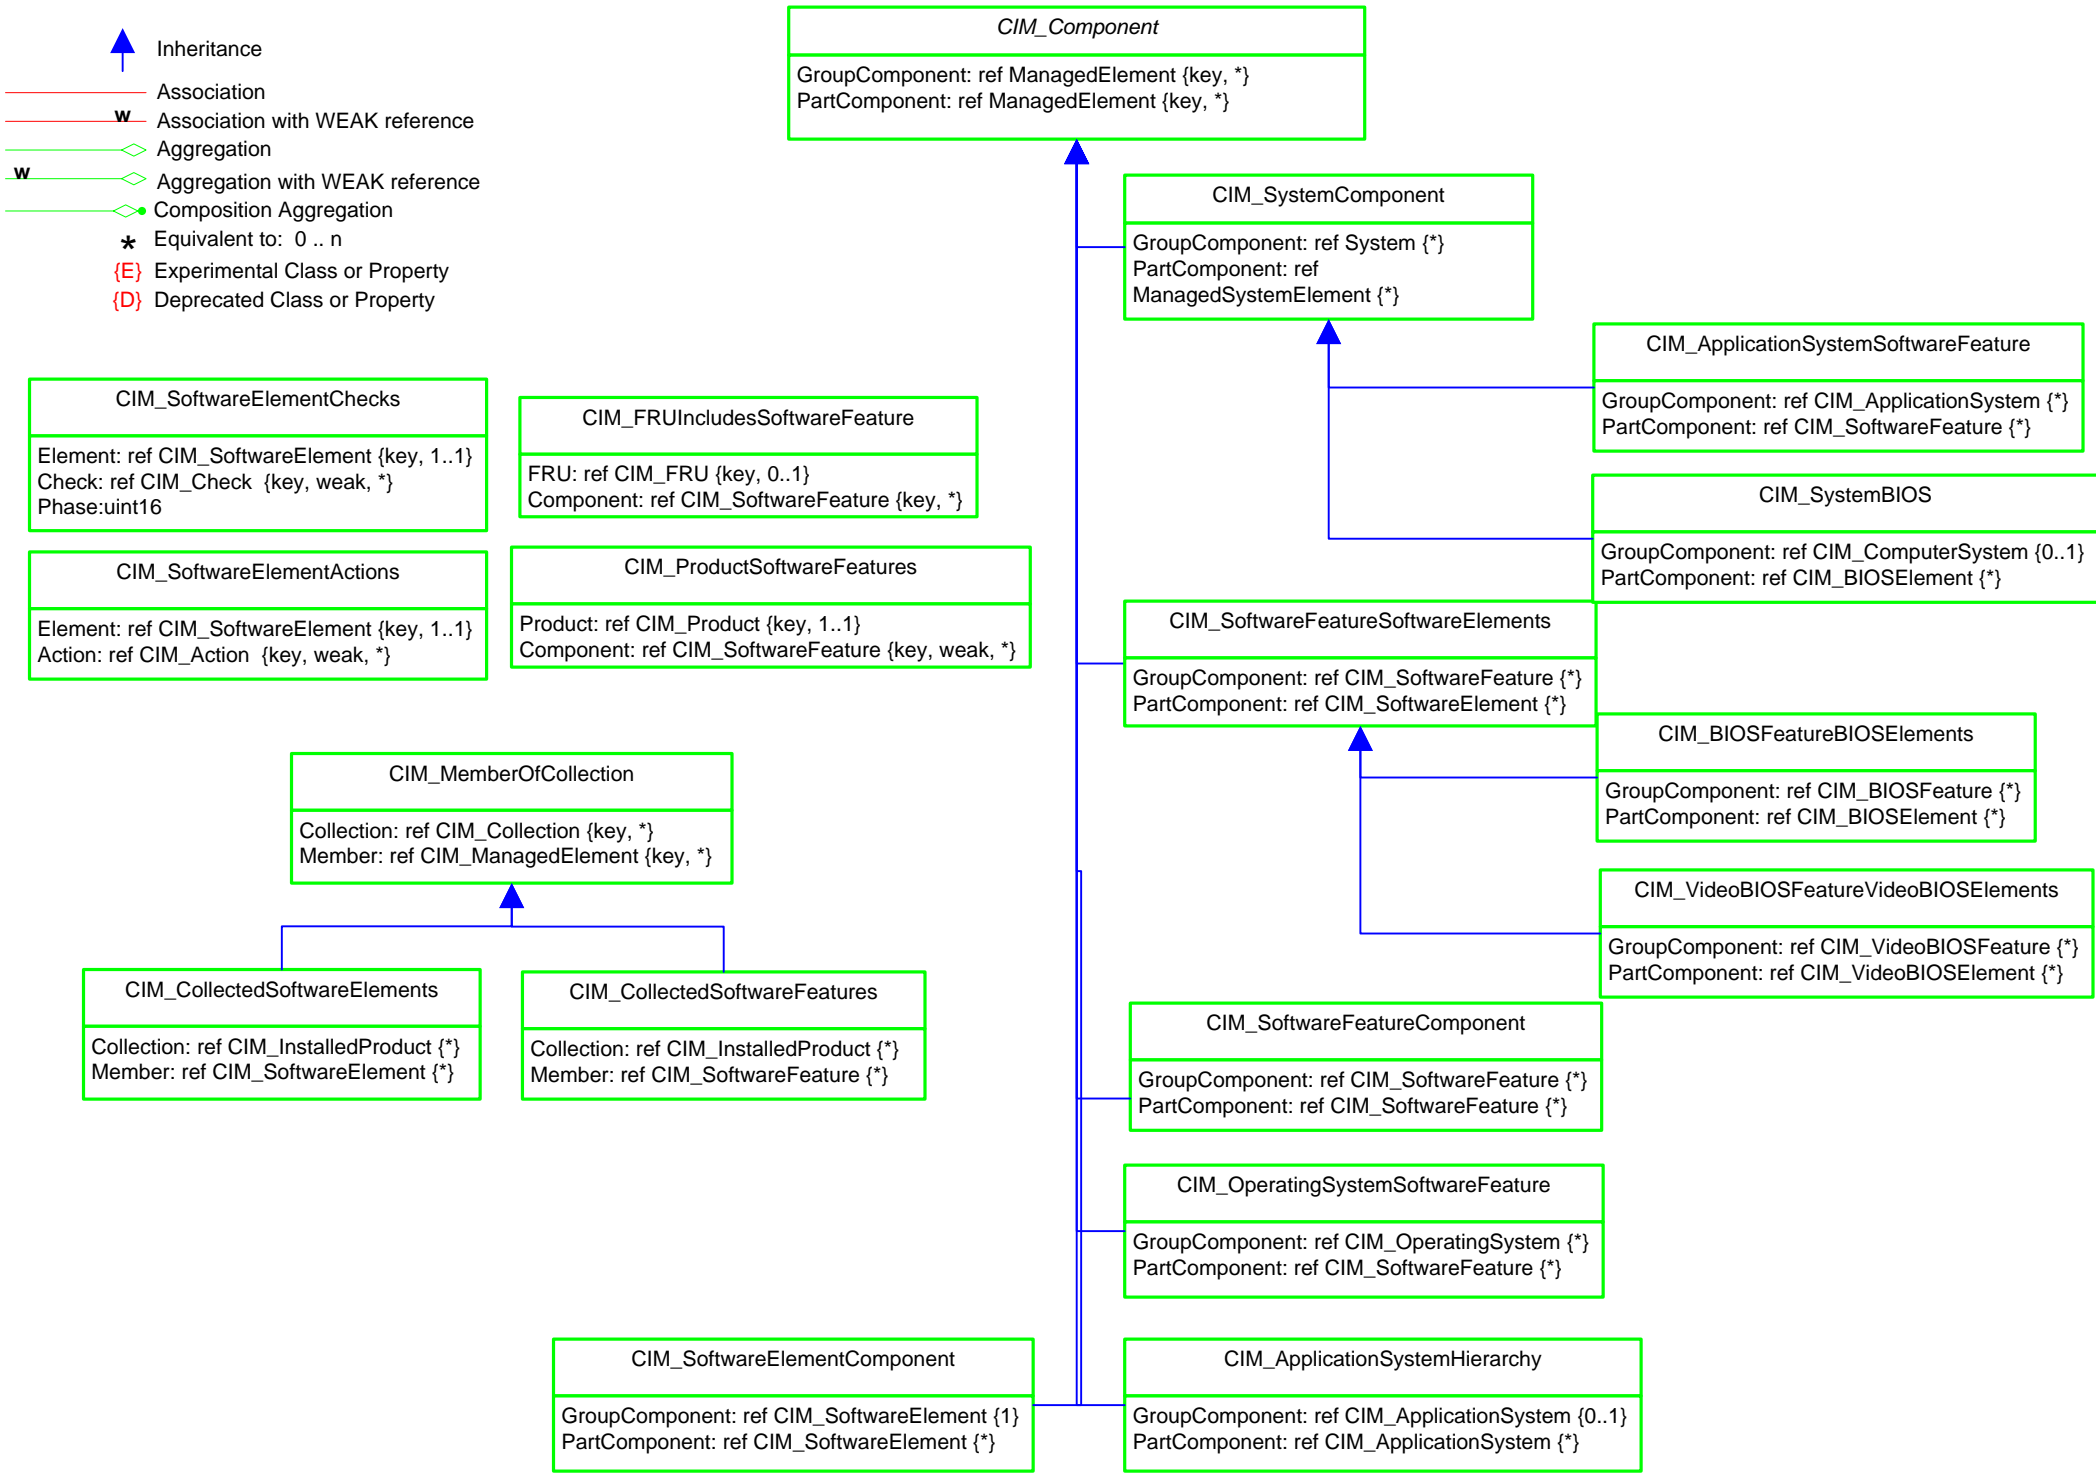 Inheritance
Association
w
Association with WEAK reference
Aggregation
w
Aggregation with WEAK reference
Composition Aggregation
* Equivalent to: 0 .. n
{E} Experimental Class or Property
{D} Deprecated Class or Property
CIM_Component
GroupComponent: ref ManagedElement {key, *}
PartComponent: ref ManagedElement {key, *}
CIM_SystemComponent
GroupComponent: ref System {*}
PartComponent: ref
ManagedSystemElement {*}
CIM_ApplicationSystemSoftwareFeature
GroupComponent: ref CIM_ApplicationSystem {*}
PartComponent: ref CIM_SoftwareFeature {*}
CIM_SoftwareElementChecks
Element: ref CIM_SoftwareElement {key, 1..1}
Check: ref CIM_Check {key, weak, *}
Phase:uint16
CIM_FRUIncludesSoftwareFeature
FRU: ref CIM_FRU {key, 0..1}
Component: ref CIM_SoftwareFeature {key, *}
CIM_SystemBIOS
GroupComponent: ref CIM_ComputerSystem {0..1}
PartComponent: ref CIM_BIOSElement {*}
CIM_SoftwareElementActions
Element: ref CIM_SoftwareElement {key, 1..1}
Action: ref CIM_Action {key, weak, *}
CIM_ProductSoftwareFeatures
Product: ref CIM_Product {key, 1..1}
Component: ref CIM_SoftwareFeature {key, weak, *}
CIM_SoftwareFeatureSoftwareElements
GroupComponent: ref CIM_SoftwareFeature {*}
PartComponent: ref CIM_SoftwareElement {*}
CIM_BIOSFeatureBIOSElements
GroupComponent: ref CIM_BIOSFeature {*}
PartComponent: ref CIM_BIOSElement {*}
CIM_MemberOfCollection
Collection: ref CIM_Collection {key, *}
Member: ref CIM_ManagedElement {key, *}
CIM_VideoBIOSFeatureVideoBIOSElements
GroupComponent: ref CIM_VideoBIOSFeature {*}
PartComponent: ref CIM_VideoBIOSElement {*}
CIM_CollectedSoftwareElements
Collection: ref CIM_InstalledProduct {*}
Member: ref CIM_SoftwareElement {*}
CIM_CollectedSoftwareFeatures
Collection: ref CIM_InstalledProduct {*}
Member: ref CIM_SoftwareFeature {*}
CIM_SoftwareFeatureComponent
GroupComponent: ref CIM_SoftwareFeature {*}
PartComponent: ref CIM_SoftwareFeature {*}
CIM_OperatingSystemSoftwareFeature
GroupComponent: ref CIM_OperatingSystem {*}
PartComponent: ref CIM_SoftwareFeature {*}
CIM_SoftwareElementComponent
GroupComponent: ref CIM_SoftwareElement {1}
PartComponent: ref CIM_SoftwareElement {*}
CIM_ApplicationSystemHierarchy
GroupComponent: ref CIM_ApplicationSystem {0..1}
PartComponent: ref CIM_ApplicationSystem {*}